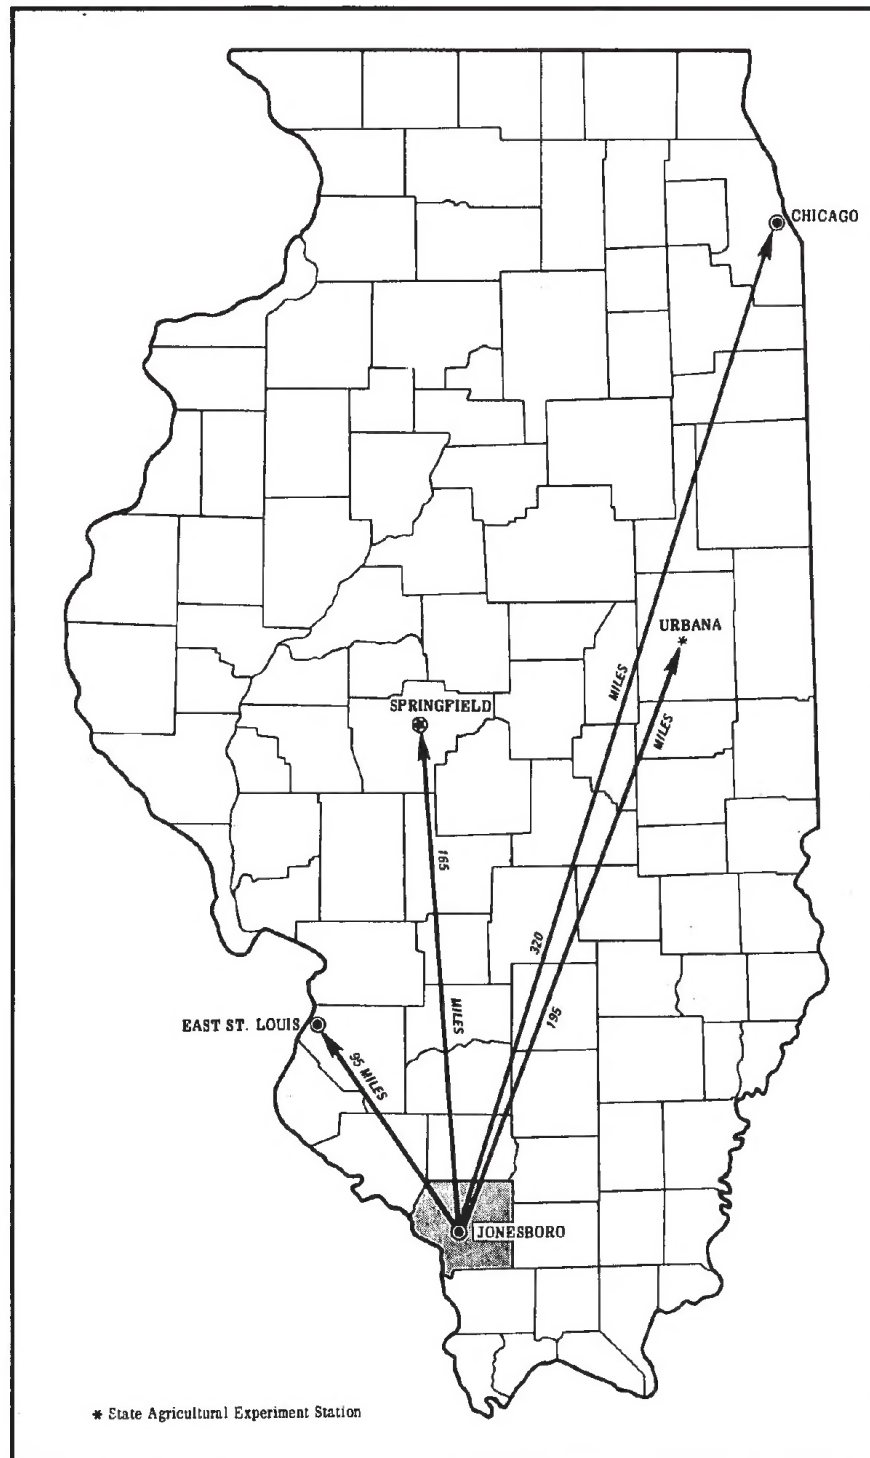 CHICAGO
URBANA
MILES
SPRINGFIELD
MILES
165
320
195
MILES
EAST ST. LOUIS
95 MILES
JONESBORO
* State Agricultural Experiment Station